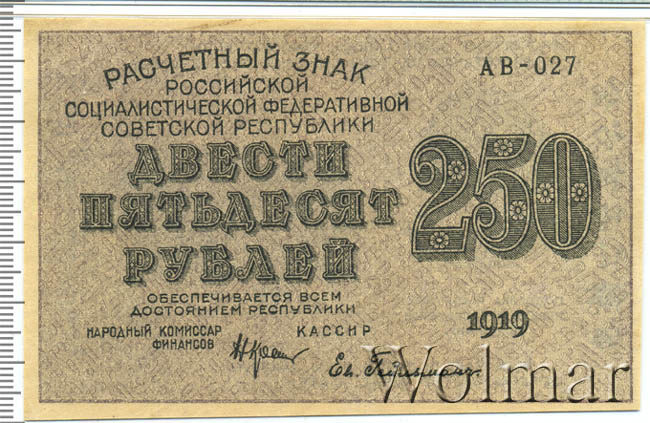 РАСЧЕТНЫЙ ЗНАК
АВ-027
РОССИЙСКОЙ
СОЦИАЛИСТИЧЕСКОЙ ФЕДЕРАТИВНОЙ
СОВЕТСКОЙ РЕСПУБЛИКИ
ДВЕСТИ
ПЯТЬДЕСЯТ
РУБЛЕЙ
250
ОБЕСПЕЧИВАЕТСЯ ВСЕМ
ДОСТОЯНИЕМ РЕСПУБЛИКИ
НАРОДНЫЙ КОМИССАР
ФИНАНСОВ
КАССИР
1919
Wolmar